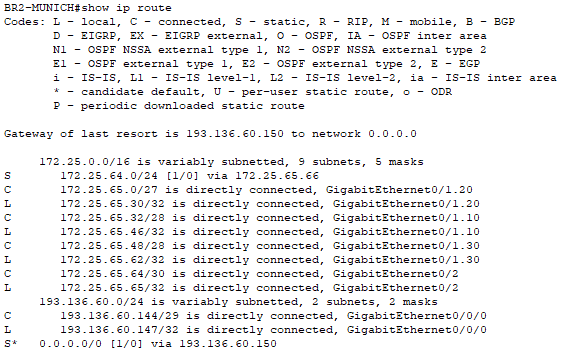 BR2-MUNICH#show ip route
Codes: L - local, C - connected, S - static, R - RIP, M - mobile, B - BGP
D - EIGRP, EX - EIGRP external, O - OSPF, IA - OSPF inter area
N1 - OSPF NSSA external type 1, N2 - OSPF NSSA external type 2
E1 - OSPF external type 1, E2 - OSPF external type 2, E - EGP
i - IS-IS, L1 - IS-IS level-1, L2 - IS-IS level-2, ia - IS-IS inter area
* - candidate default, U - per-user static route, o - ODR
P - periodic downloaded static route
Gateway of last resort is 193.136.60.150 to network 0.0.0.0
172.25.0.0/16 is variably subnetted, 9 subnets, 5 masks
S 172.25.64.0/24 [1/0] via 172.25.65.66
C 172.25.65.0/27 is directly connected, GigabitEthernet0/1.20
L 172.25.65.30/32 is directly connected, GigabitEthernet0/1.20
C 172.25.65.32/28 is directly connected, GigabitEthernet0/1.10
L 172.25.65.46/32 is directly connected, GigabitEthernet0/1.10
C 172.25.65.48/28 is directly connected, GigabitEthernet0/1.30
L 172.25.65.62/32 is directly connected, GigabitEthernet0/1.30
C 172.25.65.64/30 is directly connected, GigabitEthernet0/2
L 172.25.65.65/32 is directly connected, GigabitEthernet0/2
193.136.60.0/24 is variably subnetted, 2 subnets, 2 masks
C 193.136.60.144/29 is directly connected, GigabitEthernet0/0/0
L 193.136.60.147/32 is directly connected, GigabitEthernet0/0/0
S* 0.0.0.0/0 [1/0] via 193.136.60.150